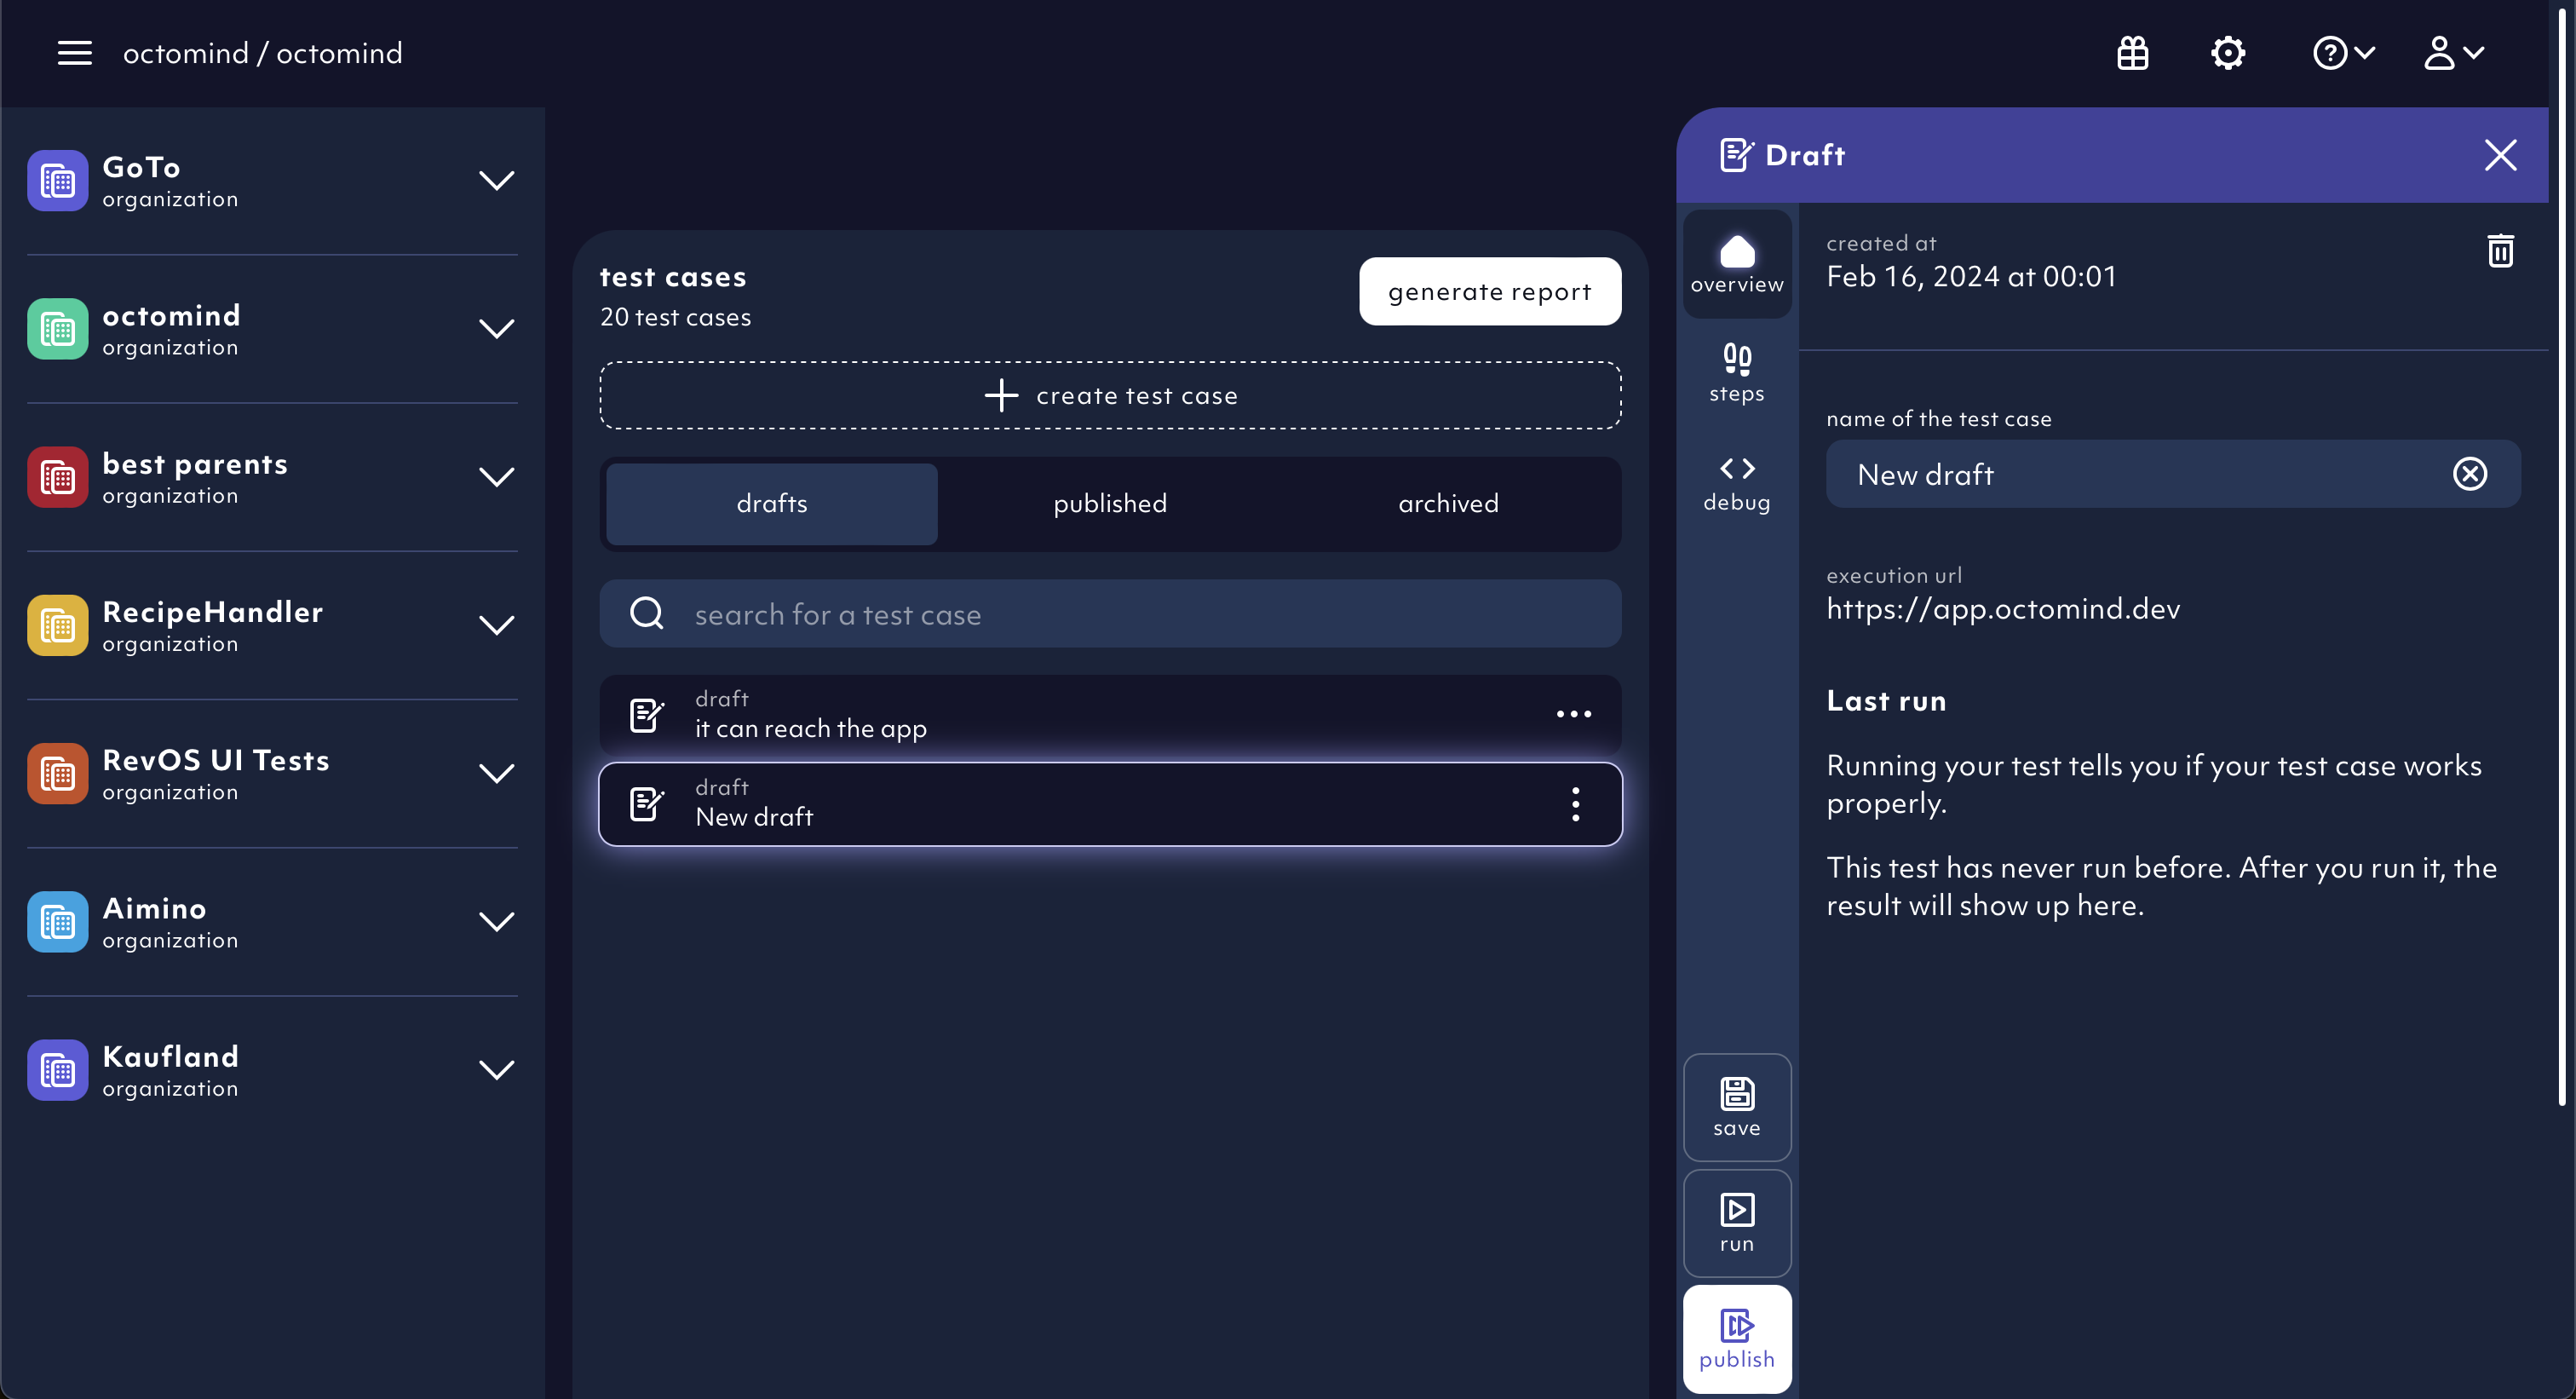 octomind / octomind
GoTo
organization
octomind
organization
best parents
organization
RecipeHandler
organization
RevOS UI Tests
organization
Aimino
organization
Kaufland
organization
test cases
20 test cases
generate report
create test case
drafts
published
archived
search for a test case
draft
it can reach the app
draft
New draft
Draft
overview
steps
debug
save
run
publish
created at
Feb 16, 2024 at 00:01
name of the test case
New draft
execution url
https://app.octomind.dev
Last run
Running your test tells you if your test case works
properly.
This test has never run before. After you run it, the
result will show up here.